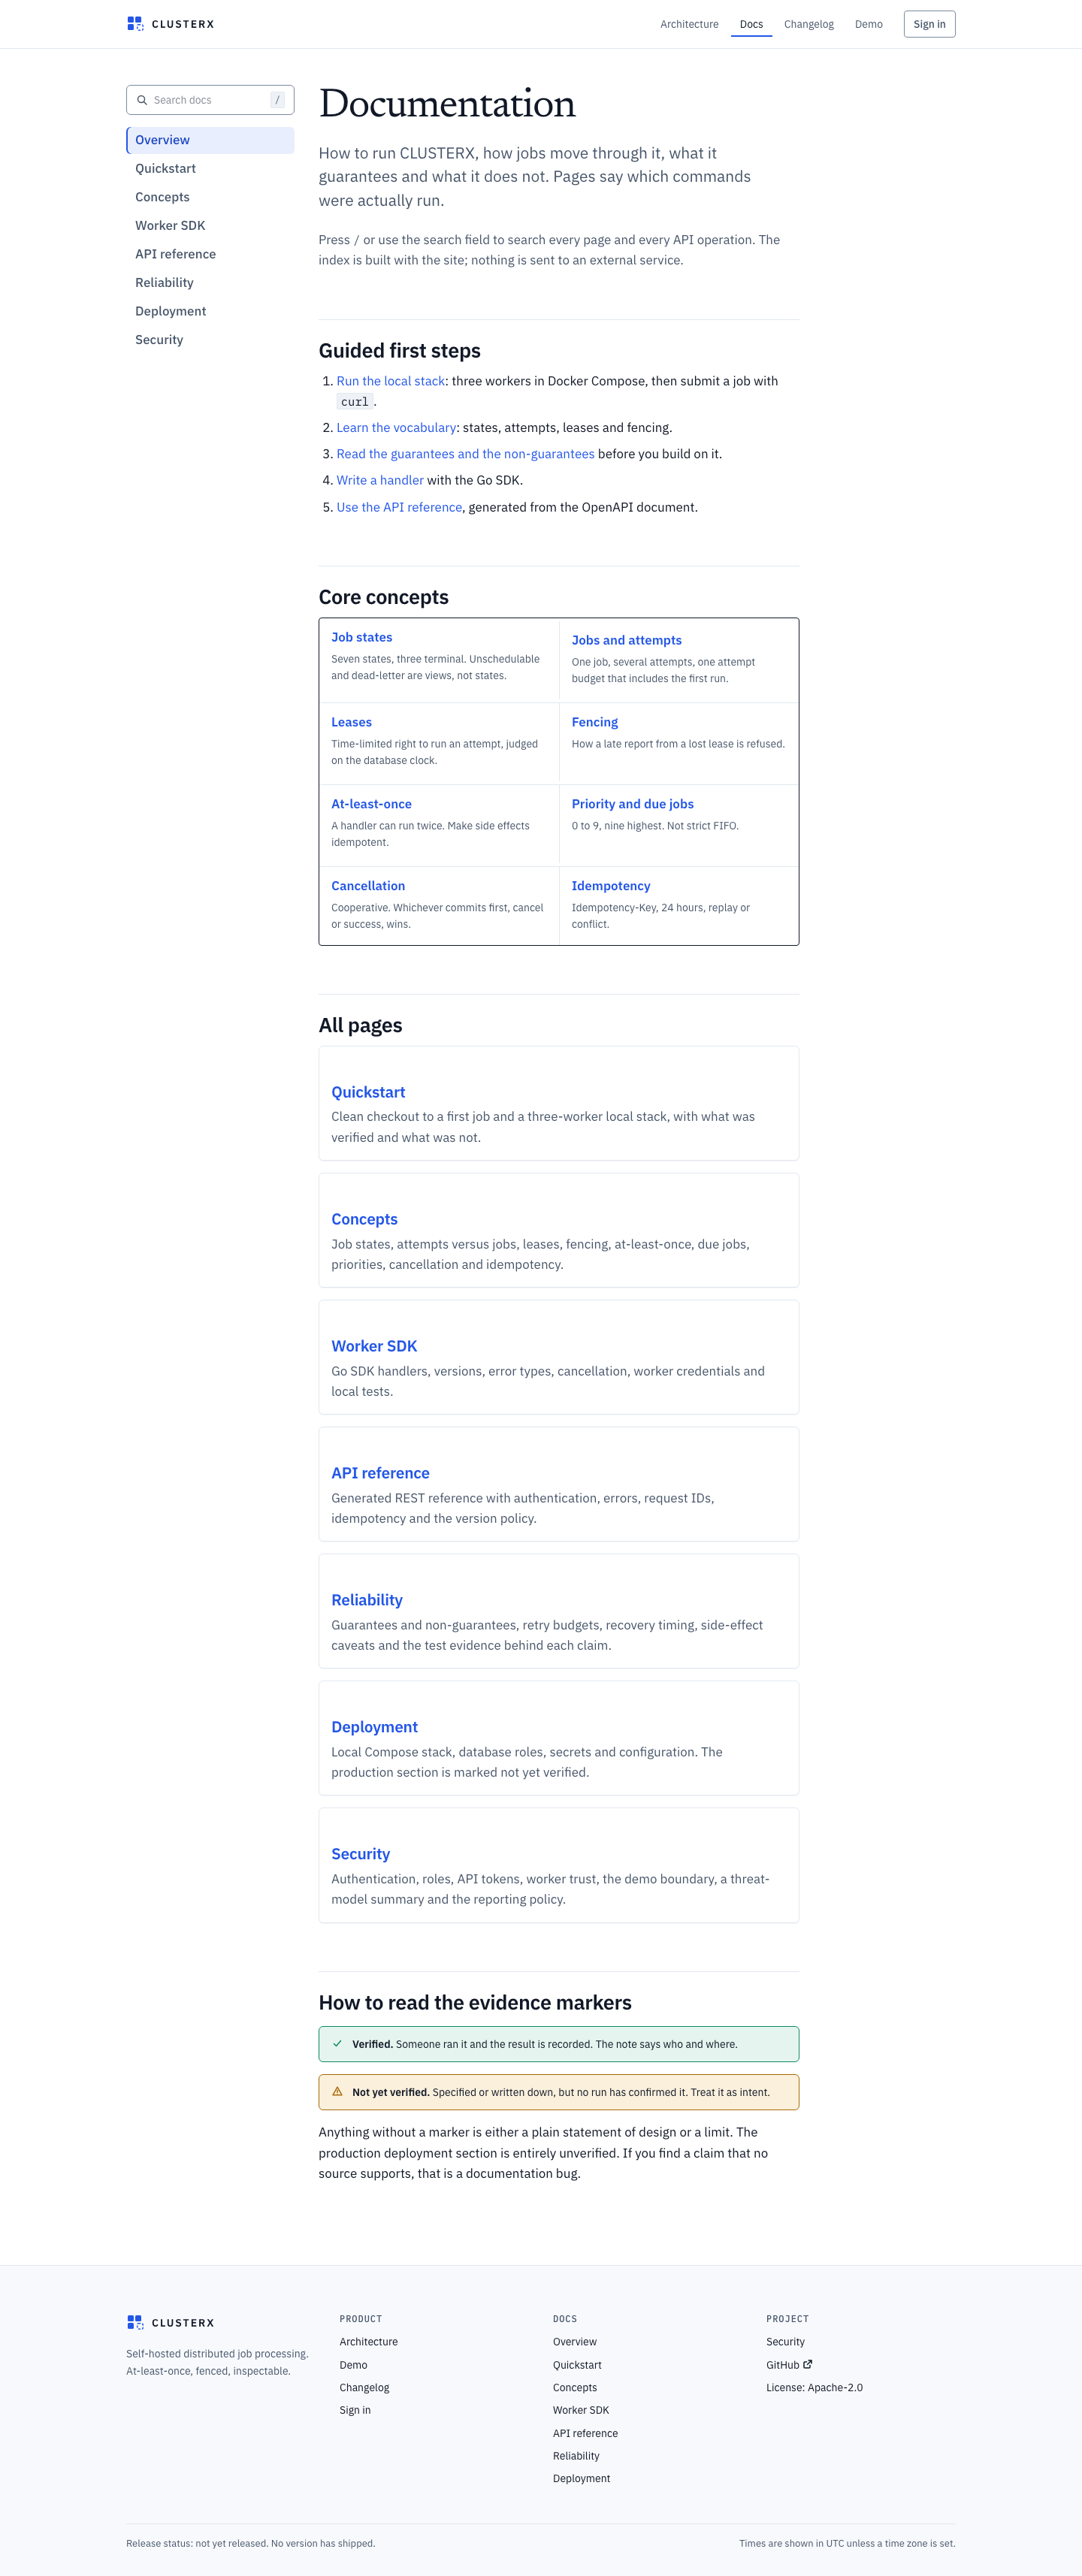 CLUSTERX
Architecture
Docs
Changelog
Demo
Sign in
Search docs
/
Overview
Quickstart
Concepts
Worker SDK
API reference
Reliability
Deployment
Security
Documentation
How to run CLUSTERX, how jobs move through it, what it
guarantees and what it does not. Pages say which commands
were actually run.
Press / or use the search field to search every page and every API operation. The
index is built with the site; nothing is sent to an external service.
Guided first steps
1. Run the local stack: three workers in Docker Compose, then submit a job with
curl.
2. Learn the vocabulary: states, attempts, leases and fencing.
3. Read the guarantees and the non-guarantees before you build on it.
4. Write a handler with the Go SDK.
5. Use the API reference, generated from the OpenAPI document.
Core concepts
Job states
Seven states, three terminal. Unschedulable
and dead-letter are views, not states.
Jobs and attempts
One job, several attempts, one attempt
budget that includes the first run.
Leases
Time-limited right to run an attempt, judged
on the database clock.
Fencing
How a late report from a lost lease is refused.
At-least-once
A handler can run twice. Make side effects
idempotent.
Priority and due jobs
0 to 9, nine highest. Not strict FIFO.
Cancellation
Cooperative. Whichever commits first, cancel
or success, wins.
Idempotency
Idempotency-Key, 24 hours, replay or
conflict.
All pages
Quickstart
Clean checkout to a first job and a three-worker local stack, with what was
verified and what was not.
Concepts
Job states, attempts versus jobs, leases, fencing, at-least-once, due jobs,
priorities, cancellation and idempotency.
Worker SDK
Go SDK handlers, versions, error types, cancellation, worker credentials and
local tests.
API reference
Generated REST reference with authentication, errors, request IDs,
idempotency and the version policy.
Reliability
Guarantees and non-guarantees, retry budgets, recovery timing, side-effect
caveats and the test evidence behind each claim.
Deployment
Local Compose stack, database roles, secrets and configuration. The
production section is marked not yet verified.
Security
Authentication, roles, API tokens, worker trust, the demo boundary, a threat-
model summary and the reporting policy.
How to read the evidence markers
Verified. Someone ran it and the result is recorded. The note says who and where.
Not yet verified. Specified or written down, but no run has confirmed it. Treat it as intent.
Anything without a marker is either a plain statement of design or a limit. The
production deployment section is entirely unverified. If you find a claim that no
source supports, that is a documentation bug.
CLUSTERX
Self-hosted distributed job processing.
At-least-once, fenced, inspectable.
PRODUCT
Architecture
Demo
Changelog
Sign in
DOCS
Overview
Quickstart
Concepts
Worker SDK
API reference
Reliability
Deployment
PROJECT
Security
GitHub
License: Apache-2.0
Release status: not yet released. No version has shipped.
Times are shown in UTC unless a time zone is set.